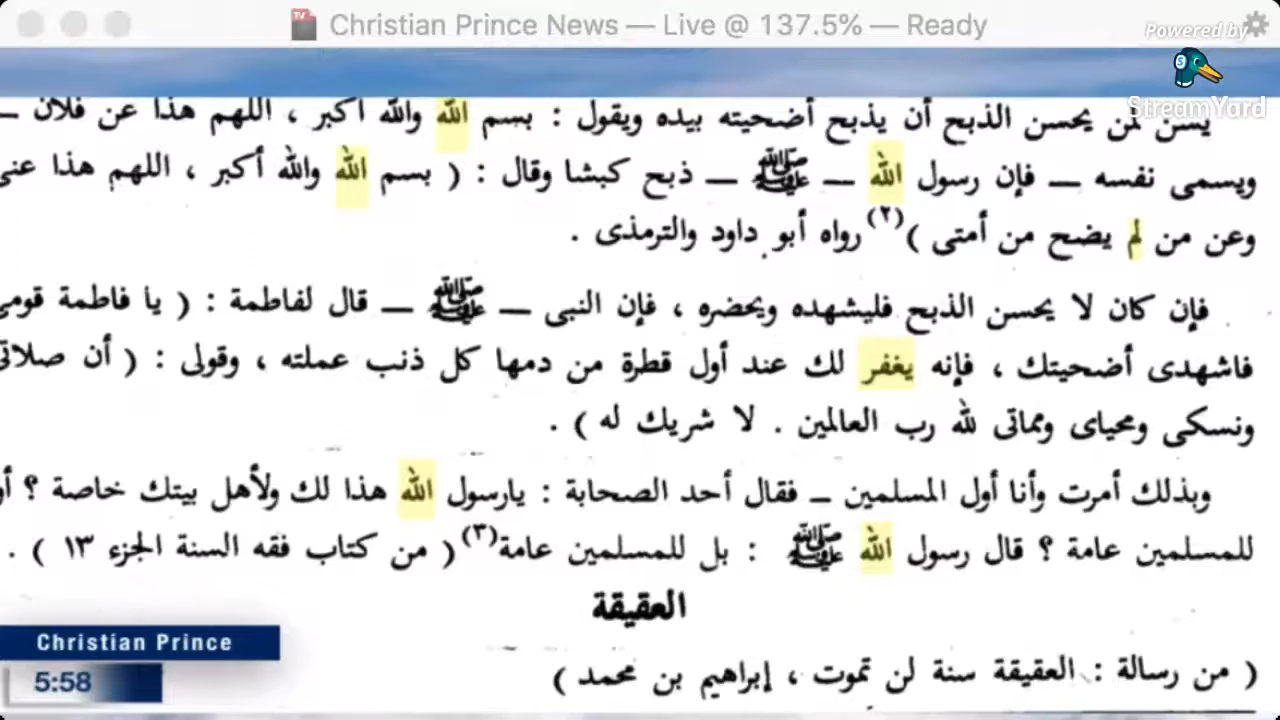 Christian Prince News — Live @ 137.5% — Ready
Powered by
StreamYard
يسن لمن يحسن الذبح أن يذبح أضحيته بيده ويقول : بسم الله والله أكبر ، اللهم هذا عن فلان ـ
ويسمى نفسه ـ فإن رسول الله ـ ﷺ ـ ذبح كبشا وقال : ( بسم الله والله أكبر ، اللهم هذا عنى
وعن من لم يضح من أمتى )(٢) رواه أبو داود والترمذى .
فإن كان لا يحسن الذبح فليشهده ويحضره ، فإن النبى ـ ﷺ ـ قال لفاطمة : ( يا فاطمة قومى
فاشهدى أضحيتك ، فإنه يغفر لك عند أول قطرة من دمها كل ذنب عملته ، وقولى : ( أن صلاتى
ونسكى ومحياى ومماتى لله رب العالمين . لا شريك له ) .
وبذلك أمرت وأنا أول المسلمين ـ فقال أحد الصحابة : يارسول الله هذا لك ولأهل بيتك خاصة ؟ أو
للمسلمين عامة ؟ قال رسول الله ﷺ : بل للمسلمين عامة(٣) ( من كتاب فقه السنة الجزء ١٣ ) .
العقيقة
( من رسالة : العقيقة سنة لن تموت ، إبراهيم بن محمد )
Christian Prince
5:58